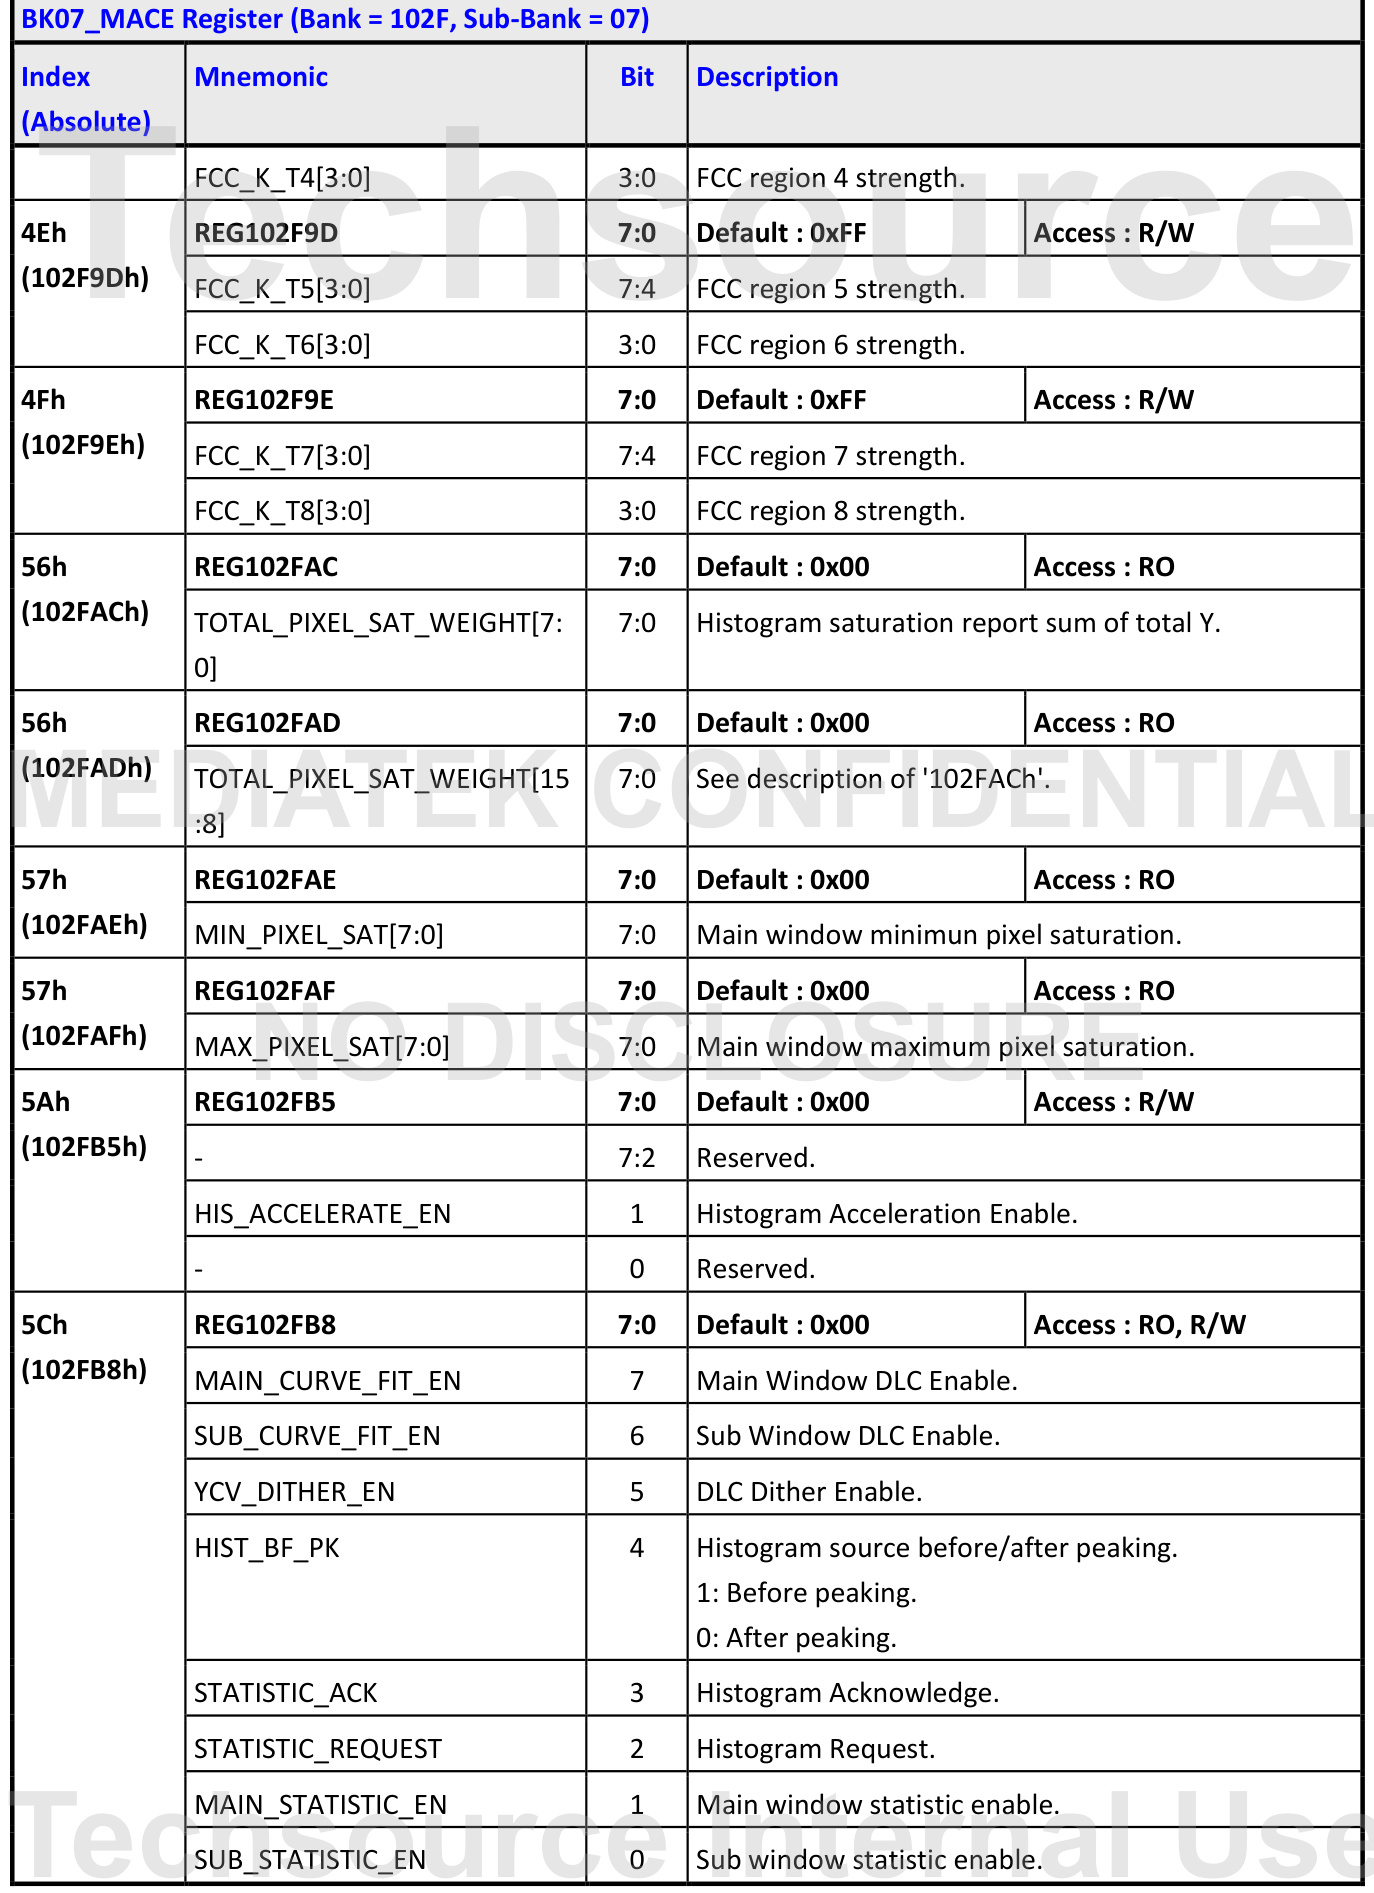 BK07_MACE Register (Bank = 102F, Sub-Bank = 07)
Index Mnemonic Bit Description
(Absolute)
FCC_K_T4[3:0] 3:0 FCC region 4 strength.
Techsource
4Eh REG102F9D 7:0 Default : 0xFF Access : R/W
(102F9Dh)
FCC_K_T5[3:0] 7:4 FCC region 5 strength.
FCC_K_T6[3:0] 3:0 FCC region 6 strength.
4Fh REG102F9E 7:0 Default : 0xFF Access : R/W
(102F9Eh)
FCC_K_T7[3:0] 7:4 FCC region 7 strength.
FCC_K_T8[3:0] 3:0 FCC region 8 strength.
56h REG102FAC 7:0 Default : 0x00 Access : RO
(102FACh)
TOTAL_PIXEL_SAT_WEIGHT[7: 7:0 Histogram saturation report sum of total Y.
0]
56h REG102FAD 7:0 Default : 0x00 Access : RO
(102FADh)
TOTAL_PIXEL_SAT_WEIGHT[15 7:0 See description of '102FACh'.
:8]
MEDIATEK CONFIDENTIAL
57h REG102FAE 7:0 Default : 0x00 Access : RO
(102FAEh)
MIN_PIXEL_SAT[7:0] 7:0 Main window minimun pixel saturation.
57h REG102FAF 7:0 Default : 0x00 Access : RO
(102FAFh)
MAX_PIXEL_SAT[7:0] 7:0 Main window maximum pixel saturation.
NO DISCLOSURE
5Ah REG102FB5 7:0 Default : 0x00 Access : R/W
(102FB5h)
- 7:2 Reserved.
HIS_ACCELERATE_EN 1 Histogram Acceleration Enable.
- 0 Reserved.
5Ch REG102FB8 7:0 Default : 0x00 Access : RO, R/W
(102FB8h)
MAIN_CURVE_FIT_EN 7 Main Window DLC Enable.
SUB_CURVE_FIT_EN 6 Sub Window DLC Enable.
YCV_DITHER_EN 5 DLC Dither Enable.
HIST_BF_PK 4 Histogram source before/after peaking.
1: Before peaking.
0: After peaking.
STATISTIC_ACK 3 Histogram Acknowledge.
STATISTIC_REQUEST 2 Histogram Request.
MAIN_STATISTIC_EN 1 Main window statistic enable.
SUB_STATISTIC_EN 0 Sub window statistic enable.
Techsource Internal Use